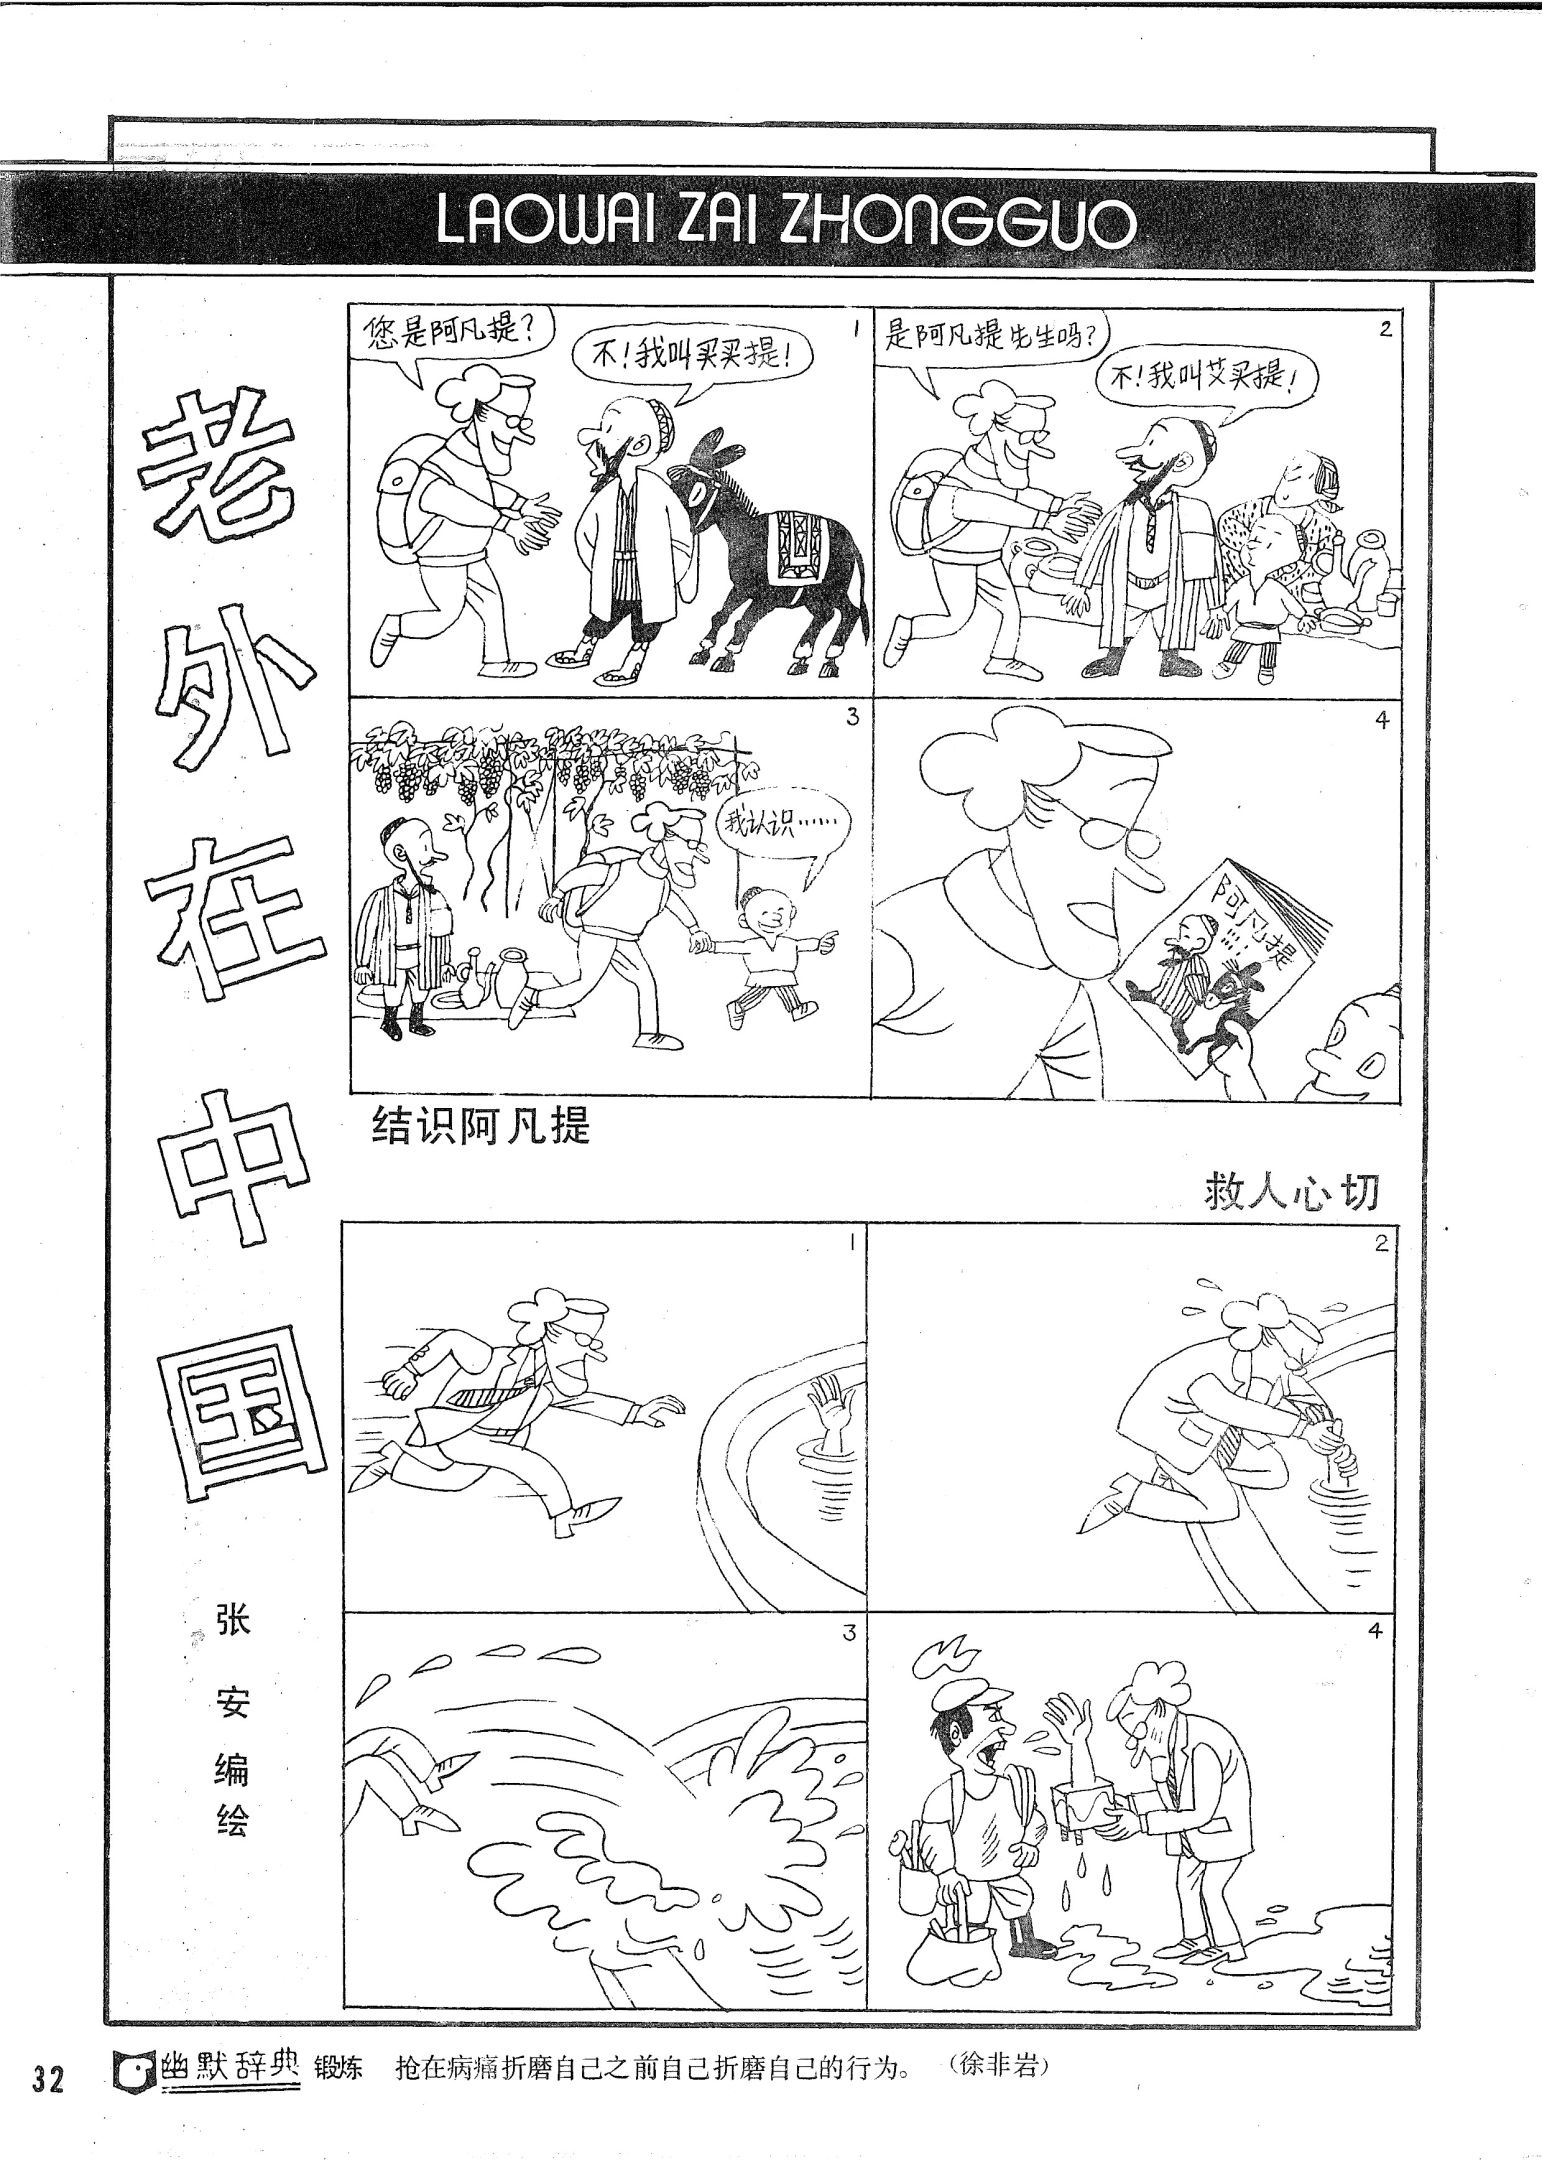 LAOWAI ZAI ZHONGGUO
老外在中国
张安编绘
您是阿凡提?
不!我叫买买提!
1
是阿凡提先生吗?
不!我叫艾买提!
2
我认识……
3
4
阿凡提
结识阿凡提
救人心切
1
2
3
4
32
幽默辞典 锻炼 抢在病痛折磨自己之前自己折磨自己的行为。 (徐非岩)